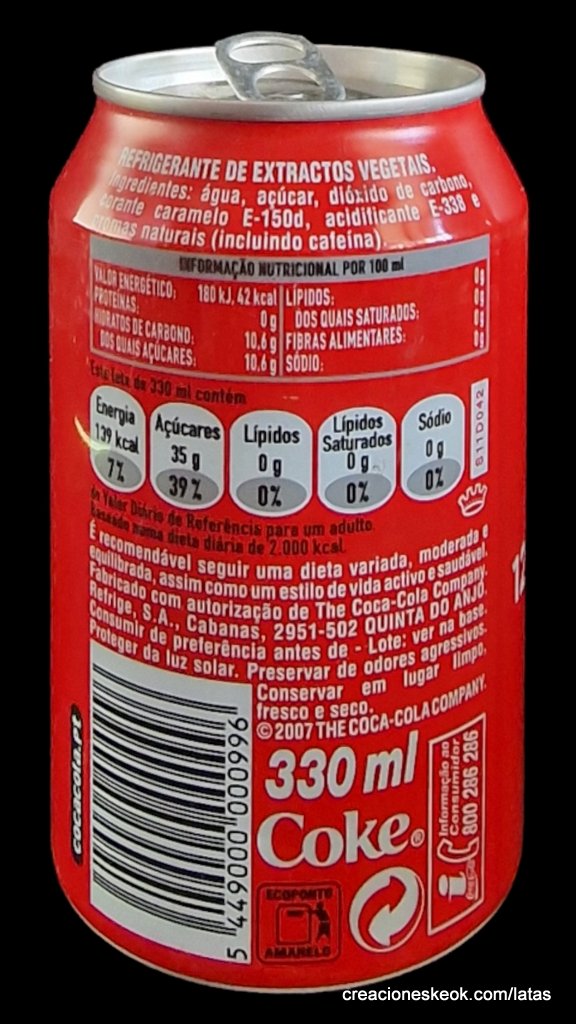 REFRIGERANTE DE EXTRACTOS VEGETAIS.
Ingredientes: água, açúcar, dióxido de carbono,
corante caramelo E-150d, acidificante E-338 e
aromas naturais (incluindo cafeína).
INFORMAÇÃO NUTRICIONAL POR 100 ml
VALOR ENERGÉTICO: 180 kJ, 42 kcal
PROTEÍNAS: 0 g
HIDRATOS DE CARBONO: 10,6 g
DOS QUAIS AÇÚCARES: 10,6 g
LÍPIDOS:
DOS QUAIS SATURADOS:
FIBRAS ALIMENTARES:
SÓDIO:
Esta lata de 330 ml contém
Energia
139 kcal
7%
Açúcares
35 g
39%
Lípidos
0 g
0%
Lípidos
Saturados
0 g
0%
Sódio
0 g
0%
S11D042
do Valor Diário de Referência para um adulto.
Baseado numa dieta diária de 2.000 kcal.
É recomendável seguir uma dieta variada, moderada e
equilibrada, assim como um estilo de vida activo e saudável.
Fabricado com autorização de The Coca-Cola Company.
Refrige, S.A., Cabanas, 2951-502 QUINTA DO ANJO.
Consumir de preferência antes de - Lote: ver na base.
Proteger da luz solar. Preservar de odores agressivos.
Conservar em lugar limpo,
fresco e seco.
©2007 THE COCA-COLA COMPANY.
12
cocacola.pt
5 449000 000996
330 ml
Coke®
Informação ao
Consumidor
800 286 286
ECOPONTO
AMARELO
creacioneskeok.com/latas